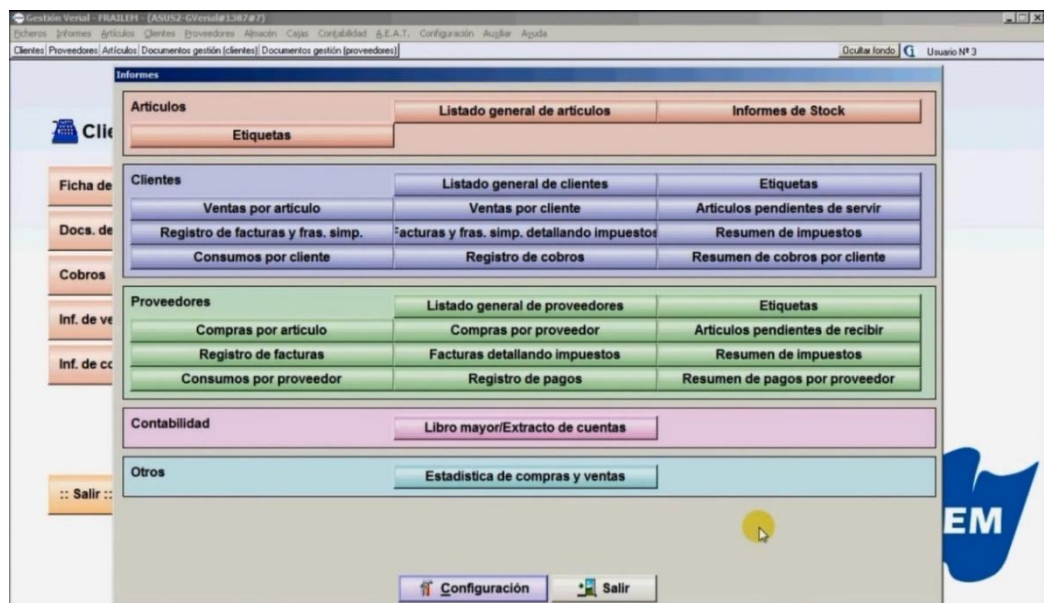 Gestión Verial - FRAILEM - (ASUS2-GVerial#1387#7)
Ficheros Informes Artículos Clientes Proveedores Almacén Cajas Contabilidad A.E.A.T. Configuración Auxiliar Ayuda
Clientes Proveedores Artículos Documentos gestión (clientes) Documentos gestión (proveedores) Ocultar fondo Usuario Nº 3
Informes
Clie
Ficha de
Docs. de
Cobros
Inf. de ve
Inf. de co
:: Salir ::
Artículos Listado general de artículos Informes de Stock
Etiquetas
Clientes Listado general de clientes Etiquetas
Ventas por artículo Ventas por cliente Artículos pendientes de servir
Registro de facturas y fras. simp. Facturas y fras. simp. detallando impuestos Resumen de impuestos
Consumos por cliente Registro de cobros Resumen de cobros por cliente
Proveedores Listado general de proveedores Etiquetas
Compras por artículo Compras por proveedor Artículos pendientes de recibir
Registro de facturas Facturas detallando impuestos Resumen de impuestos
Consumos por proveedor Registro de pagos Resumen de pagos por proveedor
Contabilidad Libro mayor/Extracto de cuentas
Otros Estadística de compras y ventas
EM
Configuración Salir